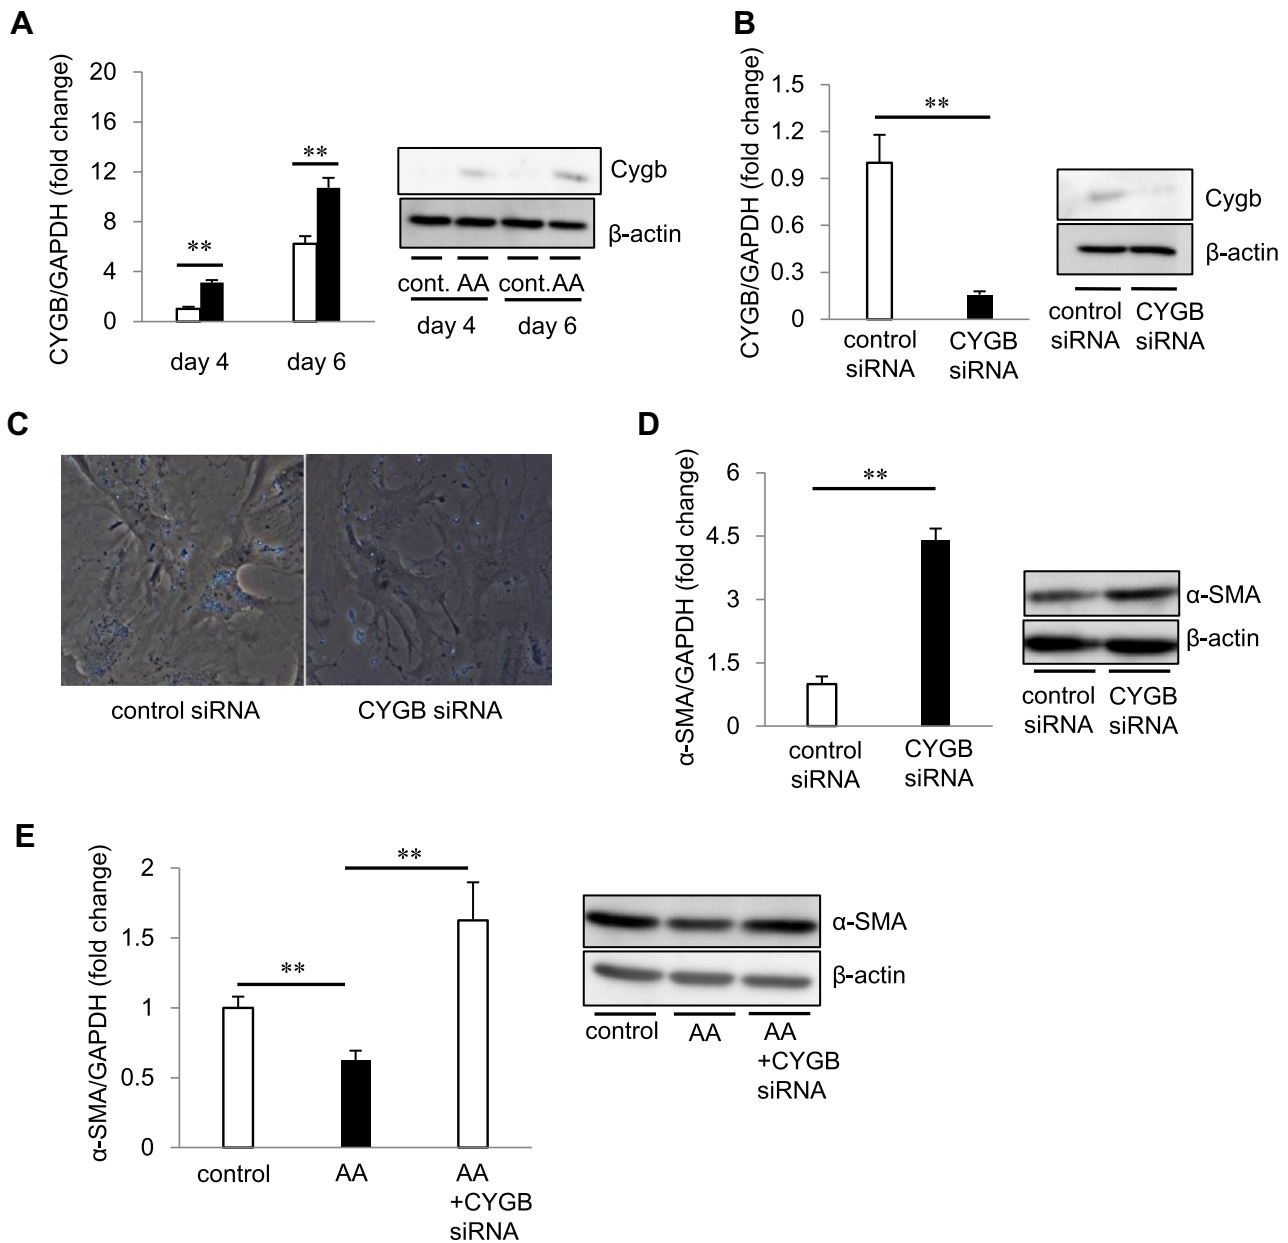 A
CYGB/GAPDH (fold change)
20
16
12
8
4
0
**
**
day 4
day 6
Cygb
β-actin
cont. AA
cont.AA
day 4
day 6
B
CYGB/GAPDH (fold change)
1.5
1.2
0.9
0.6
0.3
0
**
control
siRNA
CYGB
siRNA
Cygb
β-actin
control
siRNA
CYGB
siRNA
C
control siRNA
CYGB siRNA
D
α-SMA/GAPDH (fold change)
6
4.5
3
1.5
0
**
control
siRNA
CYGB
siRNA
α-SMA
β-actin
control
siRNA
CYGB
siRNA
E
α-SMA/GAPDH (fold change)
2
1.5
1
0.5
0
**
**
control
AA
AA
+CYGB
siRNA
α-SMA
β-actin
control
AA
AA
+CYGB
siRNA